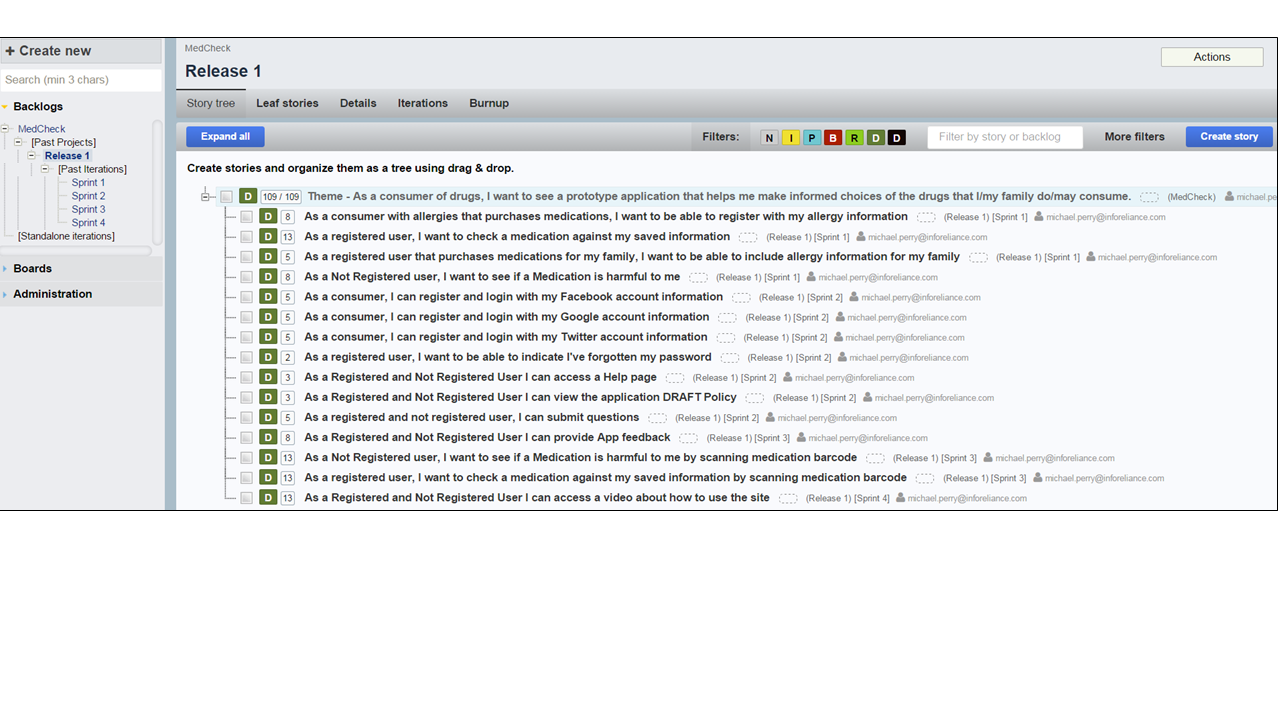 + Create new
Search (min 3 chars)
Backlogs
MedCheck
[Past Projects]
Release 1
[Past Iterations]
Sprint 1
Sprint 2
Sprint 3
Sprint 4
[Standalone iterations]
Boards
Administration
MedCheck
Release 1
Actions
Story tree Leaf stories Details Iterations Burnup
Expand all Filters: N I P B R D D Filter by story or backlog More filters Create story
Create stories and organize them as a tree using drag & drop.
D 109 / 109 Theme - As a consumer of drugs, I want to see a prototype application that helps me make informed choices of the drugs that I/my family do/may consume. (MedCheck) michael.pe
D 8 As a consumer with allergies that purchases medications, I want to be able to register with my allergy information (Release 1) [Sprint 1] michael.perry@inforeliance.com
D 13 As a registered user, I want to check a medication against my saved information (Release 1) [Sprint 1] michael.perry@inforeliance.com
D 5 As a registered user that purchases medications for my family, I want to be able to include allergy information for my family (Release 1) [Sprint 1] michael.perry@inforeliance.com
D 8 As a Not Registered user, I want to see if a Medication is harmful to me (Release 1) [Sprint 1] michael.perry@inforeliance.com
D 5 As a consumer, I can register and login with my Facebook account information (Release 1) [Sprint 2] michael.perry@inforeliance.com
D 5 As a consumer, I can register and login with my Google account information (Release 1) [Sprint 2] michael.perry@inforeliance.com
D 5 As a consumer, I can register and login with my Twitter account information (Release 1) [Sprint 2] michael.perry@inforeliance.com
D 2 As a registered user, I want to be able to indicate I've forgotten my password (Release 1) [Sprint 2] michael.perry@inforeliance.com
D 3 As a Registered and Not Registered User I can access a Help page (Release 1) [Sprint 2] michael.perry@inforeliance.com
D 3 As a Registered and Not Registered User I can view the application DRAFT Policy (Release 1) [Sprint 2] michael.perry@inforeliance.com
D 5 As a registered and not registered user, I can submit questions (Release 1) [Sprint 2] michael.perry@inforeliance.com
D 8 As a Registered and Not Registered User I can provide App feedback (Release 1) [Sprint 3] michael.perry@inforeliance.com
D 13 As a Not Registered user, I want to see if a Medication is harmful to me by scanning medication barcode (Release 1) [Sprint 3] michael.perry@inforeliance.com
D 13 As a registered user, I want to check a medication against my saved information by scanning medication barcode (Release 1) [Sprint 3] michael.perry@inforeliance.com
D 13 As a Registered and Not Registered User I can access a video about how to use the site (Release 1) [Sprint 4] michael.perry@inforeliance.com